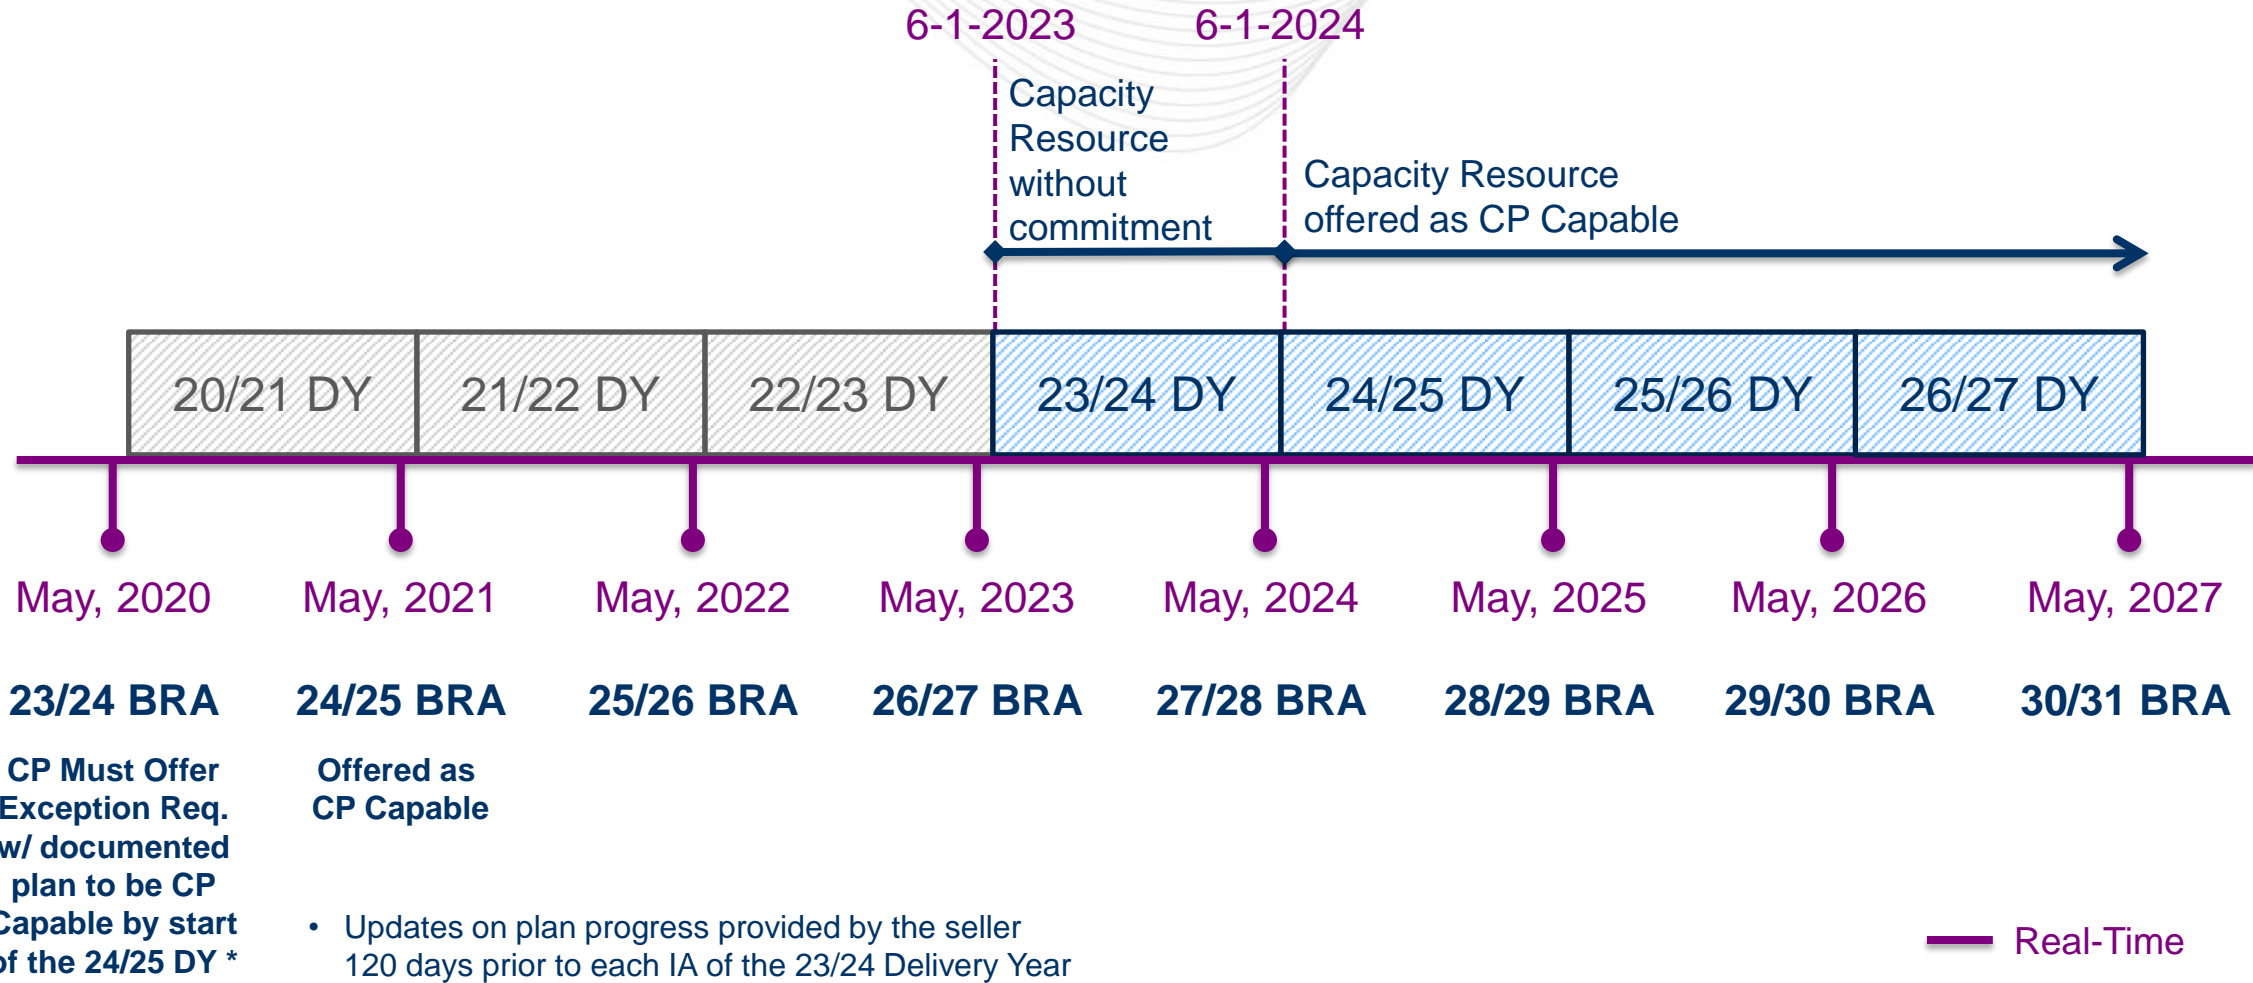 6-1-2023
6-1-2024
Capacity
Resource
without
commitment
Capacity Resource
offered as CP Capable
20/21 DY
21/22 DY
22/23 DY
23/24 DY
24/25 DY
25/26 DY
26/27 DY
May, 2020
May, 2021
May, 2022
May, 2023
May, 2024
May, 2025
May, 2026
May, 2027
23/24 BRA
24/25 BRA
25/26 BRA
26/27 BRA
27/28 BRA
28/29 BRA
29/30 BRA
30/31 BRA
CP Must Offer
Exception Req.
w/ documented
plan to be CP
Capable by start
of the 24/25 DY *
Offered as
CP Capable
• Updates on plan progress provided by the seller
120 days prior to each IA of the 23/24 Delivery Year
Real-Time